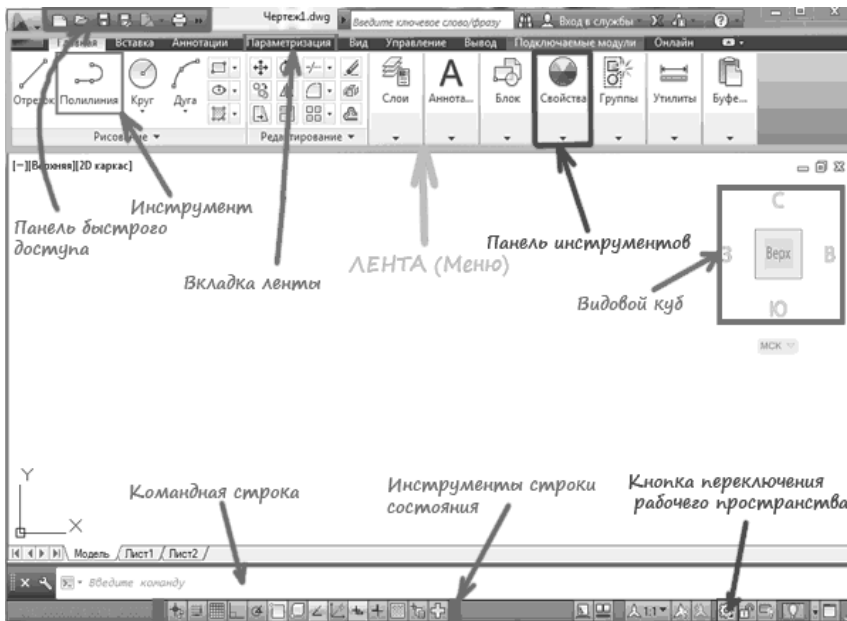 Чертеж1.dwg
Введите ключевое слово/фразу
Вход в службы
Главная Вставка Аннотации Параметризация Вид Управление Вывод Подключаемые модули Онлайн
Отрезок Полилиния Круг Дуга
Слои Аннота... Блок Свойства Группы Утилиты Буфе...
Рисование Редактирование
[−][Верхняя][2D каркас]
Инструмент
Панель быстрого
доступа
Вкладка ленты
ЛЕНТА (Меню)
Панель инструментов
Видовой куб
С
З Верх В
Ю
МСК
Y
X
Командная строка
Инструменты строки
состояния
Кнопка переключения
рабочего пространства
Модель Лист1 Лист2
Введите команду
1:1